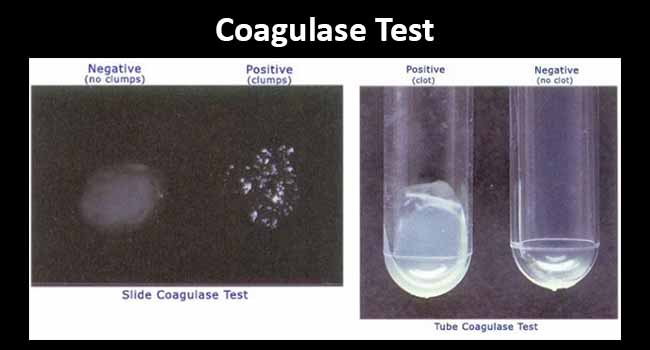 Coagulase Test
Negative
(no clumps)
Positive
(clumps)
Slide Coagulase Test
Positive
(clot)
Negative
(no clot)
Tube Coagulase Test